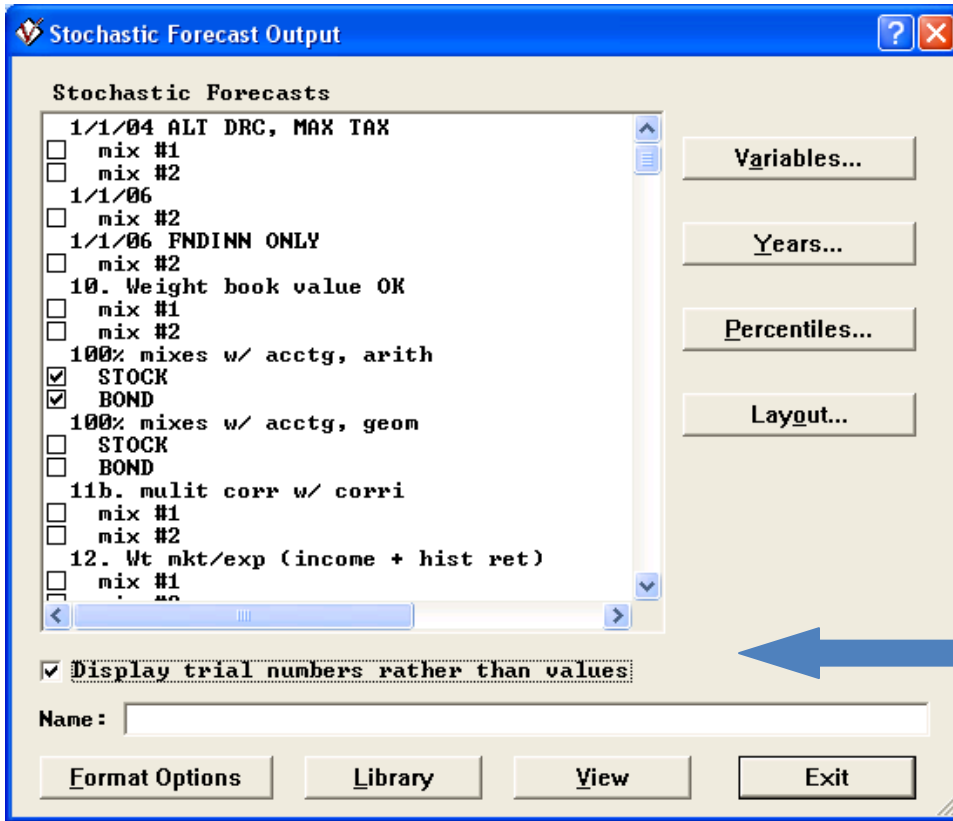 Stochastic Forecast Output
Stochastic Forecasts
1/1/04 ALT DRC, MAX TAX
mix #1
mix #2
1/1/06
mix #2
1/1/06 FNDINN ONLY
mix #2
10. Weight book value OK
mix #1
mix #2
100% mixes w/ acctg, arith
STOCK
BOND
100% mixes w/ acctg, geom
STOCK
BOND
11b. mulit corr w/ corri
mix #1
mix #2
12. Wt mkt/exp (income + hist ret)
mix #1
Variables...
Years...
Percentiles...
Layout...
Display trial numbers rather than values
Name:
Format Options
Library
View
Exit